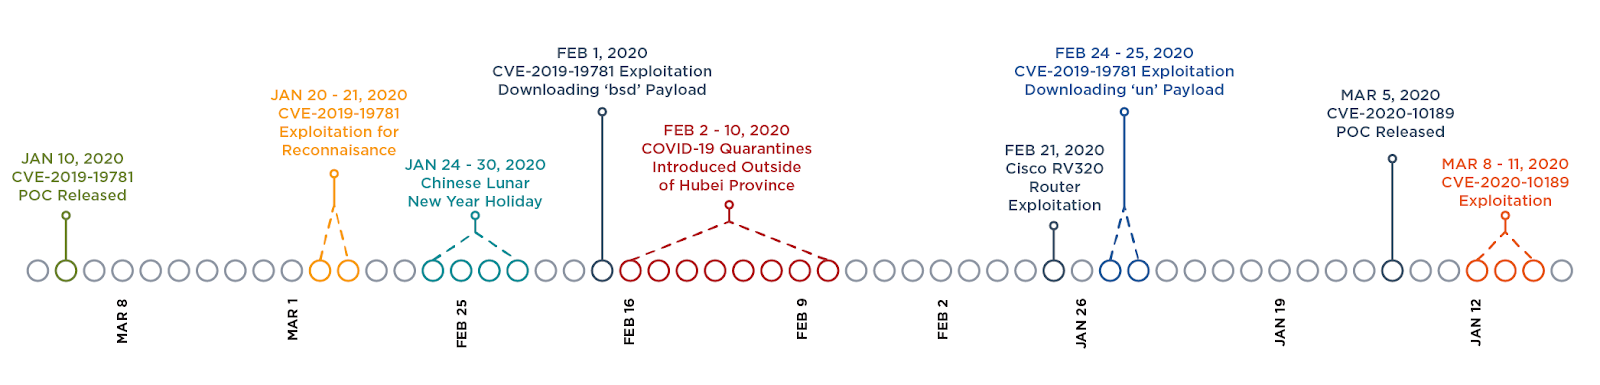 JAN 10, 2020
CVE-2019-19781
POC Released
JAN 20 - 21, 2020
CVE-2019-19781
Exploitation for
Reconnaisance
JAN 24 - 30, 2020
Chinese Lunar
New Year Holiday
FEB 1, 2020
CVE-2019-19781 Exploitation
Downloading ‘bsd’ Payload
FEB 2 - 10, 2020
COVID-19 Quarantines
Introduced Outside
of Hubei Province
FEB 21, 2020
Cisco RV320
Router
Exploitation
FEB 24 - 25, 2020
CVE-2019-19781 Exploitation
Downloading ‘un’ Payload
MAR 5, 2020
CVE-2020-10189
POC Released
MAR 8 - 11, 2020
CVE-2020-10189
Exploitation
MAR 8
MAR 1
FEB 25
FEB 16
FEB 9
FEB 2
JAN 26
JAN 19
JAN 12